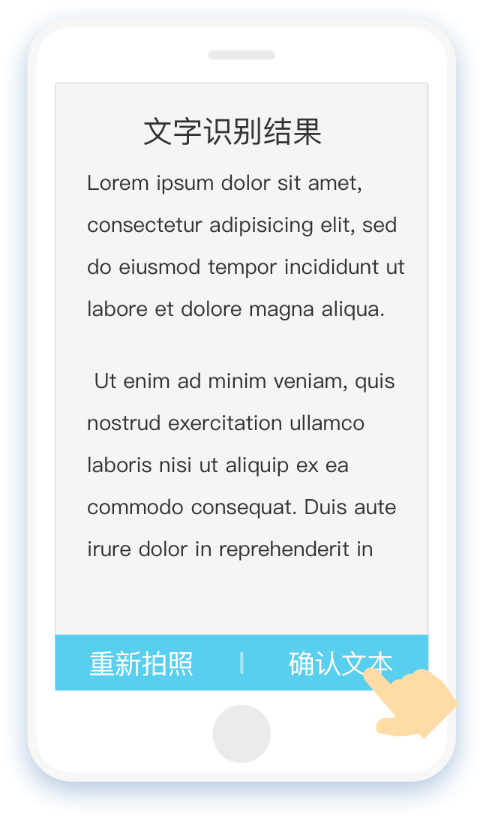 文字识别结果
Lorem ipsum dolor sit amet,
consectetur adipisicing elit, sed
do eiusmod tempor incididunt ut
labore et dolore magna aliqua.
Ut enim ad minim veniam, quis
nostrud exercitation ullamco
laboris nisi ut aliquip ex ea
commodo consequat. Duis aute
irure dolor in reprehenderit in
重新拍照 | 确认文本